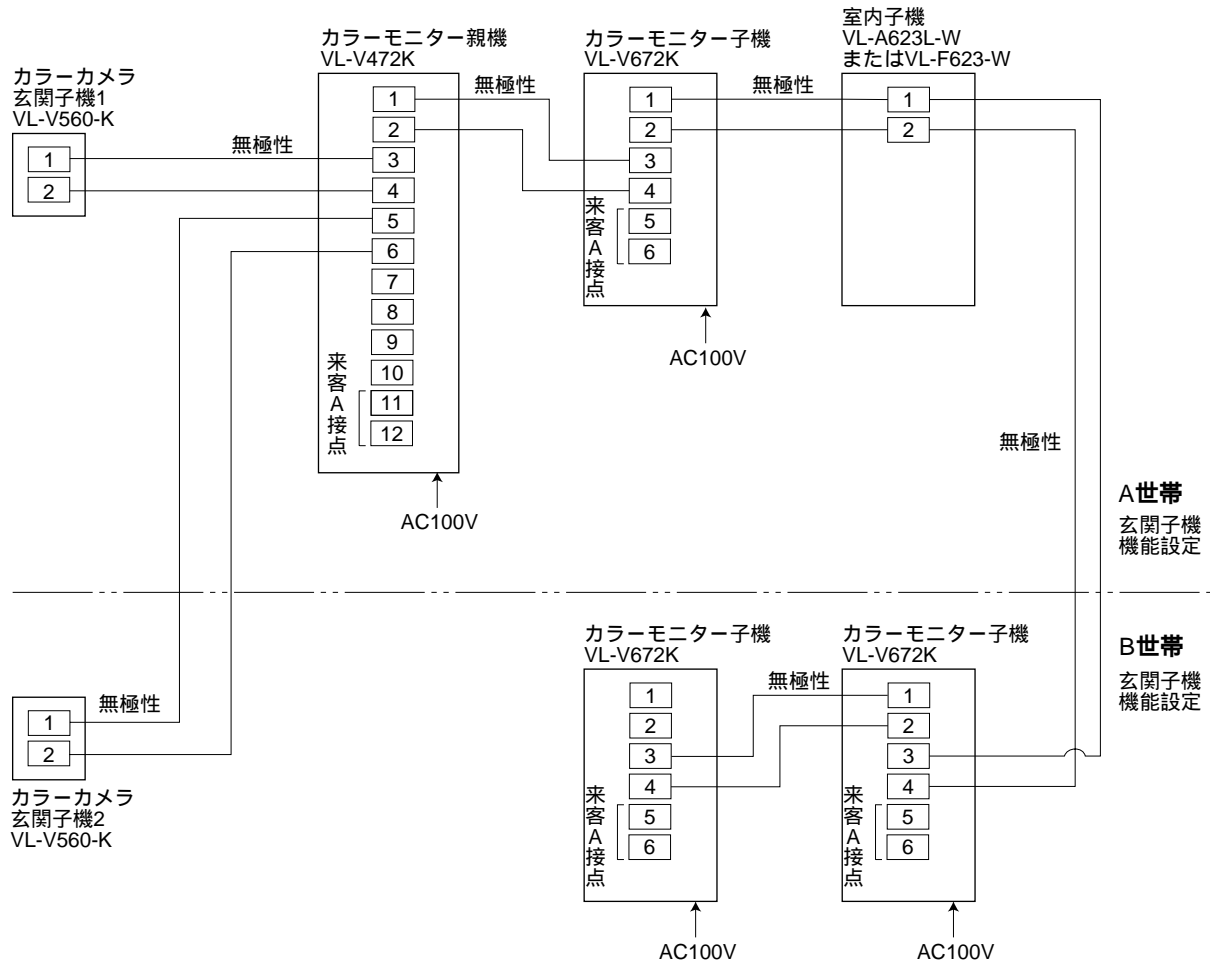 カラーカメラ
玄関子機1
VL-V560-K
1
2
無極性
カラーモニター親機
VL-V472K
1
2
3
4
5
6
7
8
9
10
11
12
来客A接点
AC100V
無極性
カラーモニター子機
VL-V672K
1
2
3
4
5
6
来客A接点
AC100V
無極性
室内子機
VL-A623L-W
またはVL-F623-W
1
2
無極性
A世帯
玄関子機
機能設定
カラーモニター子機
VL-V672K
1
2
3
4
5
6
来客A接点
AC100V
無極性
カラーモニター子機
VL-V672K
1
2
3
4
5
6
来客A接点
AC100V
B世帯
玄関子機
機能設定
1
2
無極性
カラーカメラ
玄関子機2
VL-V560-K